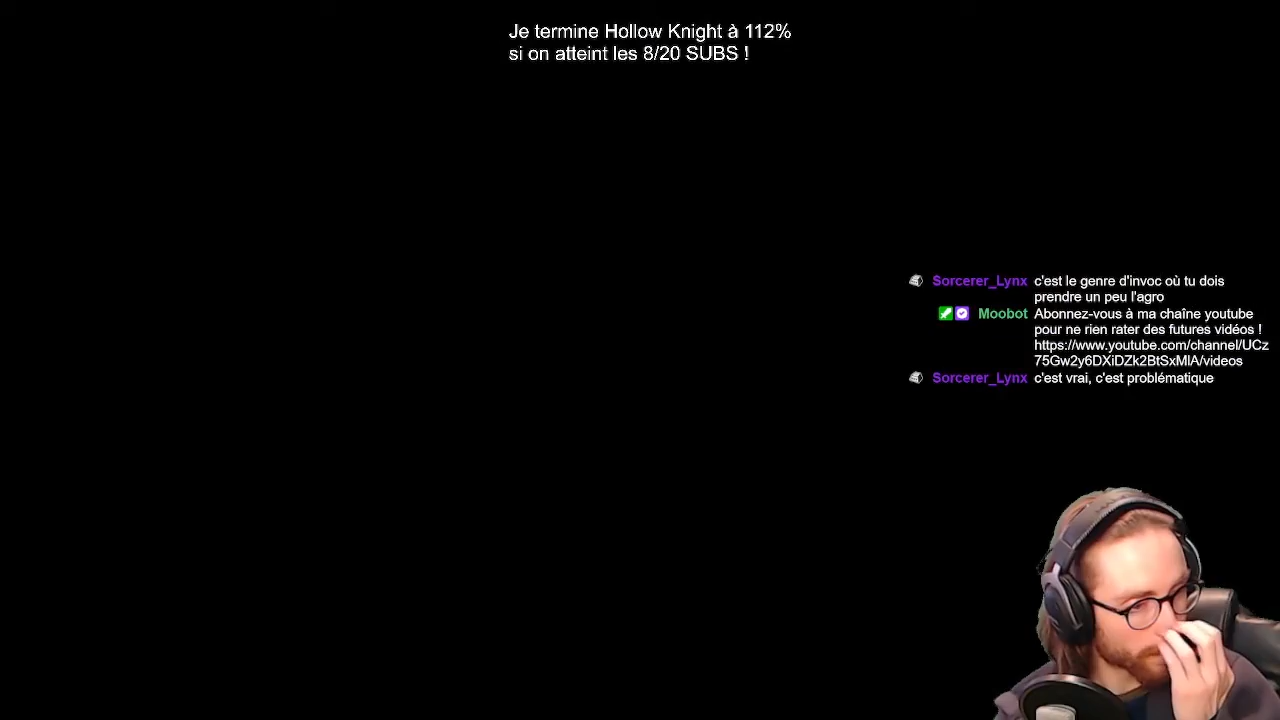 Je termine Hollow Knight à 112%
si on atteint les 8/20 SUBS !
Sorcerer_Lynx c'est le genre d'invoc où tu dois
prendre un peu l'agro
Moobot Abonnez-vous à ma chaîne youtube
pour ne rien rater des futures vidéos !
https://www.youtube.com/channel/UCz
75Gw2y6DXiDZk2BtSxMlA/videos
Sorcerer_Lynx c'est vrai, c'est problématique